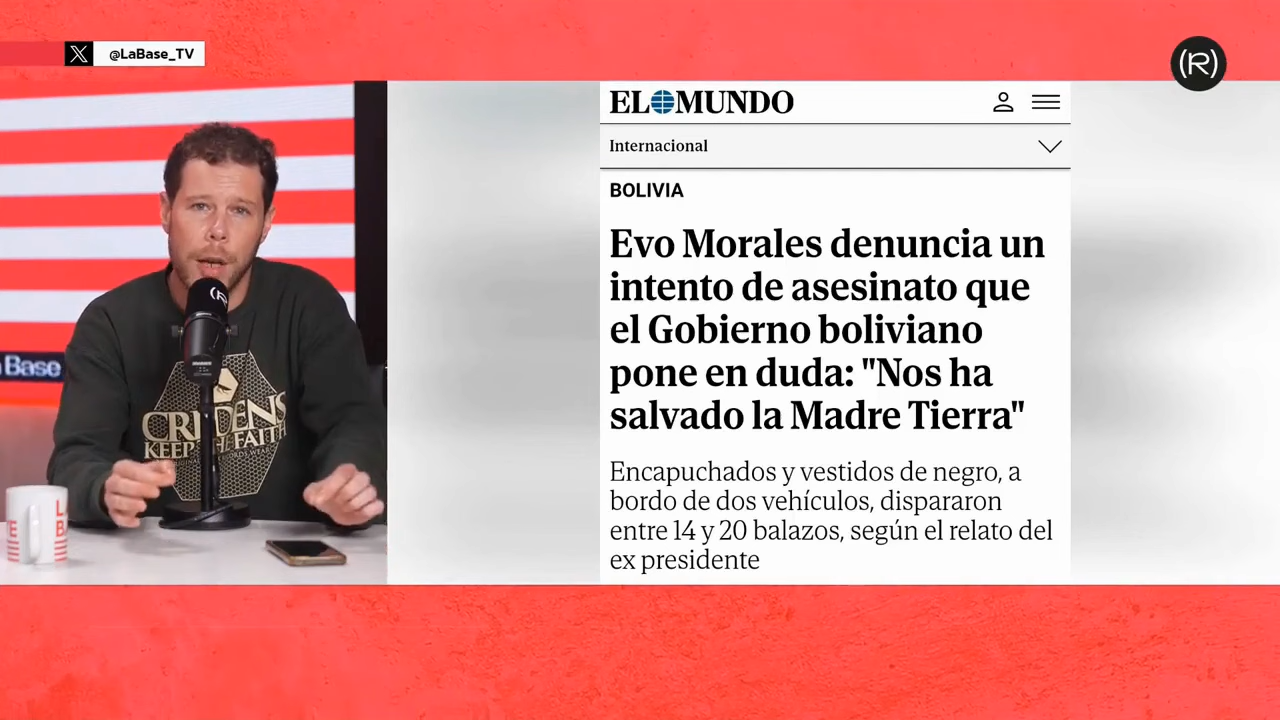 @LaBase_TV
(R)
EL MUNDO
Internacional
BOLIVIA
Evo Morales denuncia un
intento de asesinato que
el Gobierno boliviano
pone en duda: "Nos ha
salvado la Madre Tierra"
Encapuchados y vestidos de negro, a
bordo de dos vehículos, dispararon
entre 14 y 20 balazos, según el relato del
ex presidente
Base
(R
KEEP
FAITH